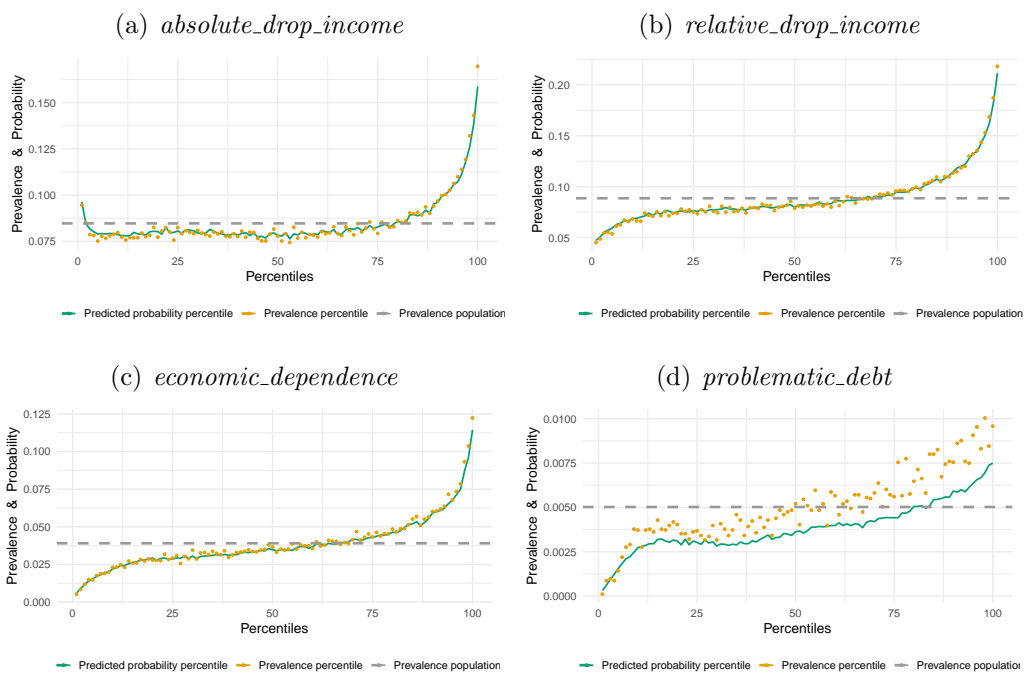 (a) absolute_drop_income
Prevalence & Probability
0.150
0.125
0.100
0.075
0 25 50 75 100
Percentiles
Predicted probability percentile Prevalence percentile Prevalence population
(b) relative_drop_income
Prevalence & Probability
0.20
0.15
0.10
0.05
0 25 50 75 100
Percentiles
Predicted probability percentile Prevalence percentile Prevalence population
(c) economic_dependence
Prevalence & Probability
0.125
0.100
0.075
0.050
0.025
0.000
0 25 50 75 100
Percentiles
Predicted probability percentile Prevalence percentile Prevalence population
(d) problematic_debt
Prevalence & Probability
0.0100
0.0075
0.0050
0.0025
0.0000
0 25 50 75 100
Percentiles
Predicted probability percentile Prevalence percentile Prevalence population